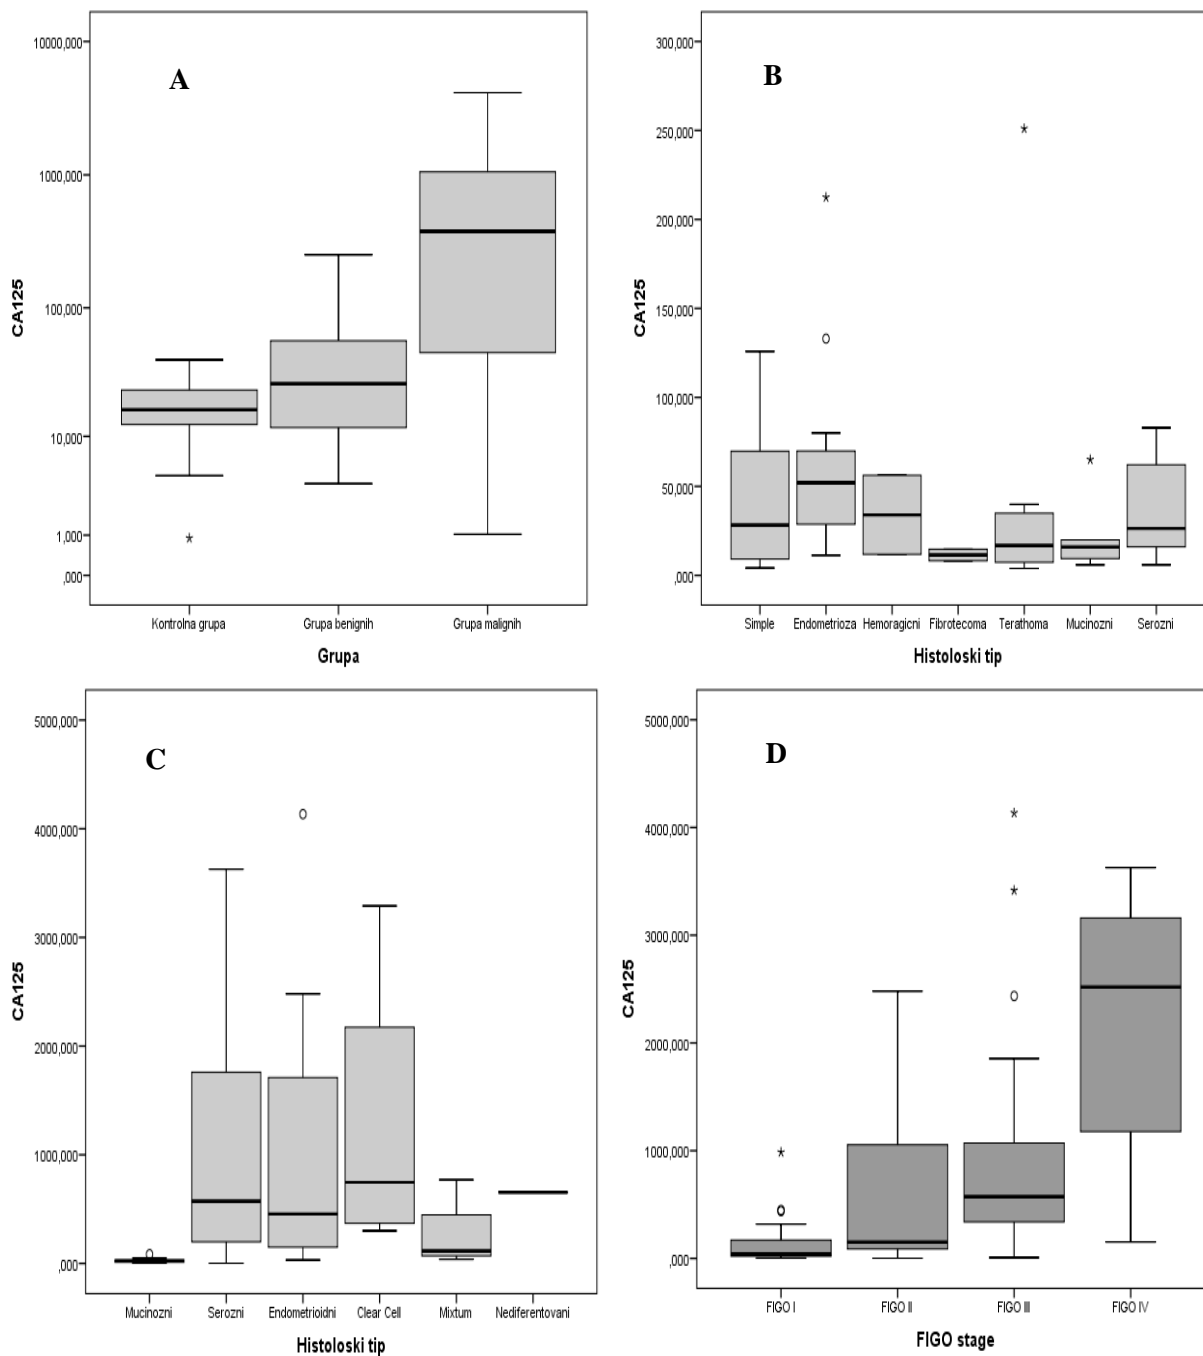 A
10000,000
1000,000
100,000
10,000
1,000
,000
CA125
Kontrolna grupa
Grupa benignih
Grupa malignih
Grupa
B
300,000
250,000
200,000
150,000
100,000
50,000
,000
CA125
Simple
Endometrioza
Hemoragicni
Fibrotecoma
Terathoma
Mucinozni
Serozni
Histoloski tip
C
5000,000
4000,000
3000,000
2000,000
1000,000
,000
CA125
Mucinozni
Serozni
Endometrioidni
Clear Cell
Mixtum
Nediferentovani
Histoloski tip
D
5000,000
4000,000
3000,000
2000,000
1000,000
,000
CA125
FIGO I
FIGO II
FIGO III
FIGO IV
FIGO stage